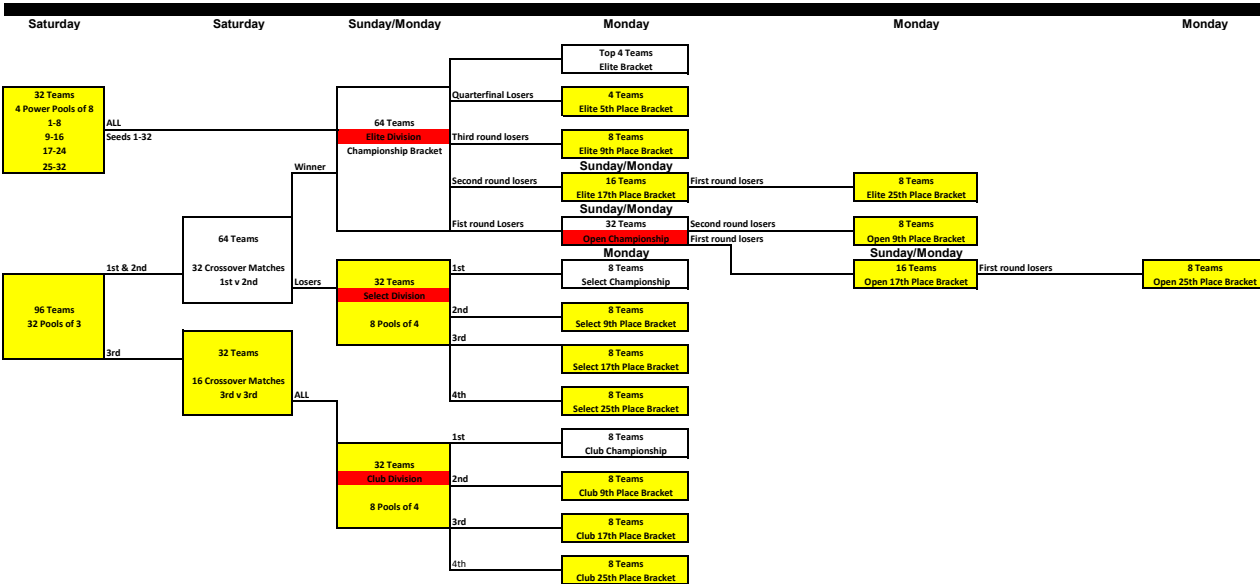 Saturday
Saturday
Sunday/Monday
Monday
Monday
Monday
32 Teams
4 Power Pools of 8
1-8
9-16
17-24
25-32
ALL
Seeds 1-32
96 Teams
32 Pools of 3
1st & 2nd
3rd
64 Teams
32 Crossover Matches
1st v 2nd
Winner
Losers
32 Teams
16 Crossover Matches
3rd v 3rd
ALL
64 Teams
Elite Division
Championship Bracket
Quarterfinal Losers
Third round losers
Second round losers
Fist round Losers
32 Teams
Select Division
8 Pools of 4
1st
2nd
3rd
4th
32 Teams
Club Division
8 Pools of 4
1st
2nd
3rd
4th
Top 4 Teams
Elite Bracket
4 Teams
Elite 5th Place Bracket
8 Teams
Elite 9th Place Bracket
Sunday/Monday
16 Teams
Elite 17th Place Bracket
First round losers
Sunday/Monday
32 Teams
Open Championship
Second round losers
First round losers
Monday
8 Teams
Select Championship
8 Teams
Select 9th Place Bracket
8 Teams
Select 17th Place Bracket
8 Teams
Select 25th Place Bracket
8 Teams
Club Championship
8 Teams
Club 9th Place Bracket
8 Teams
Club 17th Place Bracket
8 Teams
Club 25th Place Bracket
8 Teams
Elite 25th Place Bracket
8 Teams
Open 9th Place Bracket
Sunday/Monday
16 Teams
Open 17th Place Bracket
First round losers
8 Teams
Open 25th Place Bracket